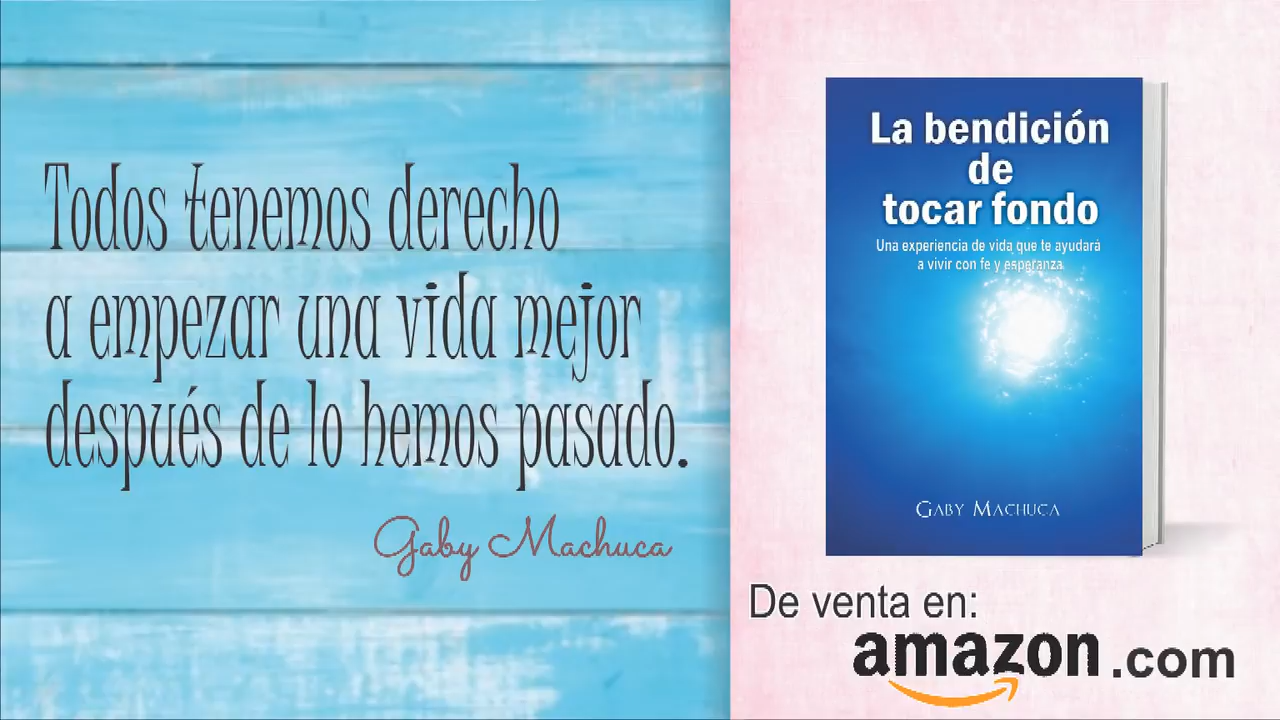 Todos tenemos derecho
a empezar una vida mejor
después de lo hemos pasado.
Gaby Machuca
La bendición
de
tocar fondo
Una experiencia de vida que te ayudará
a vivir con fe y esperanza
Gaby Machuca
De venta en:
amazon.com